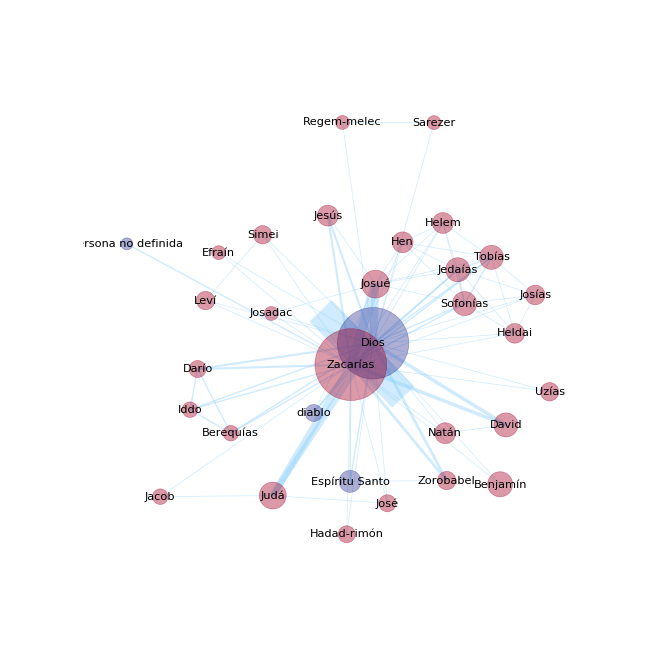 Regem-melec
Sarezer
Jesús
Helem
Simei
Hen
Efraín
Tobías
Jedaías
Josué
Josías
Leví
Sofonías
Josadac
Heldai
Dios
Zacarías
Darío
Uzías
Iddo
diablo
David
Berequías
Natán
Espíritu Santo
Zorobabel
Benjamín
Jacob
Judá
José
Hadad-rimón
rsona no definida